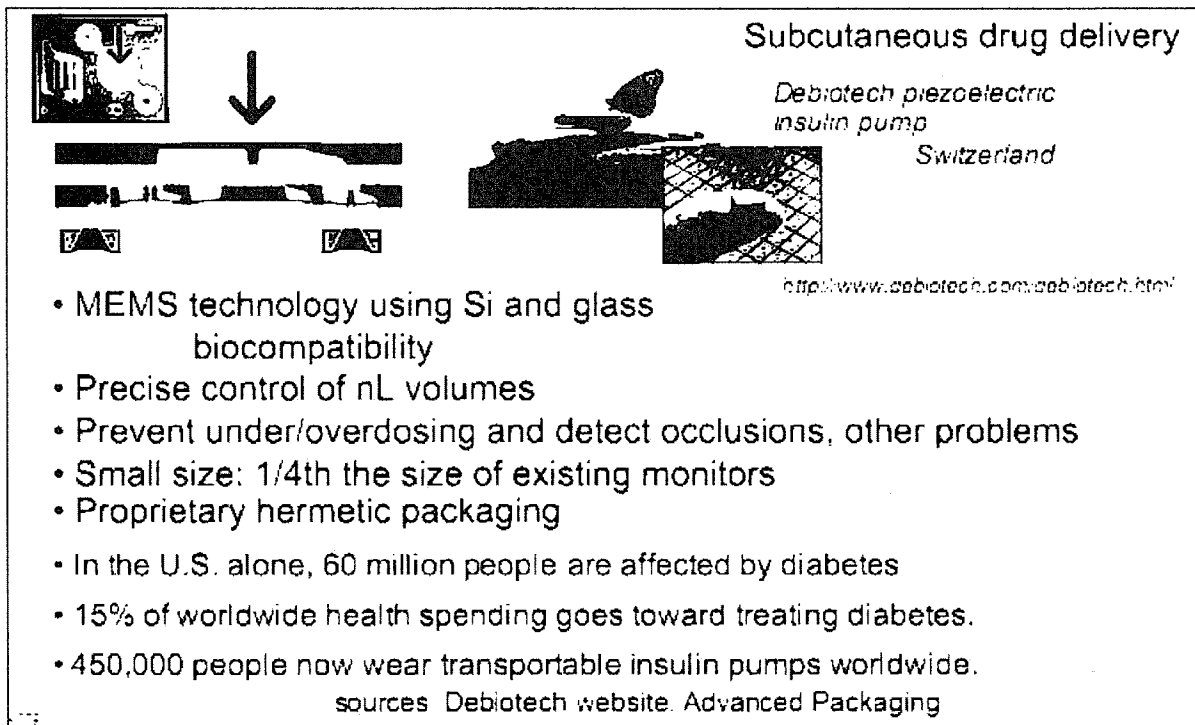 Subcutaneous drug delivery
Debiotech piezoelectric
insulin pump
Switzerland
http://www.debiotech.com/debiotech.html
• MEMS technology using Si and glass
biocompatibility
• Precise control of nL volumes
• Prevent under/overdosing and detect occlusions, other problems
• Small size: 1/4th the size of existing monitors
• Proprietary hermetic packaging
• In the U.S. alone, 60 million people are affected by diabetes
• 15% of worldwide health spending goes toward treating diabetes.
• 450,000 people now wear transportable insulin pumps worldwide.
sources Debiotech website. Advanced Packaging